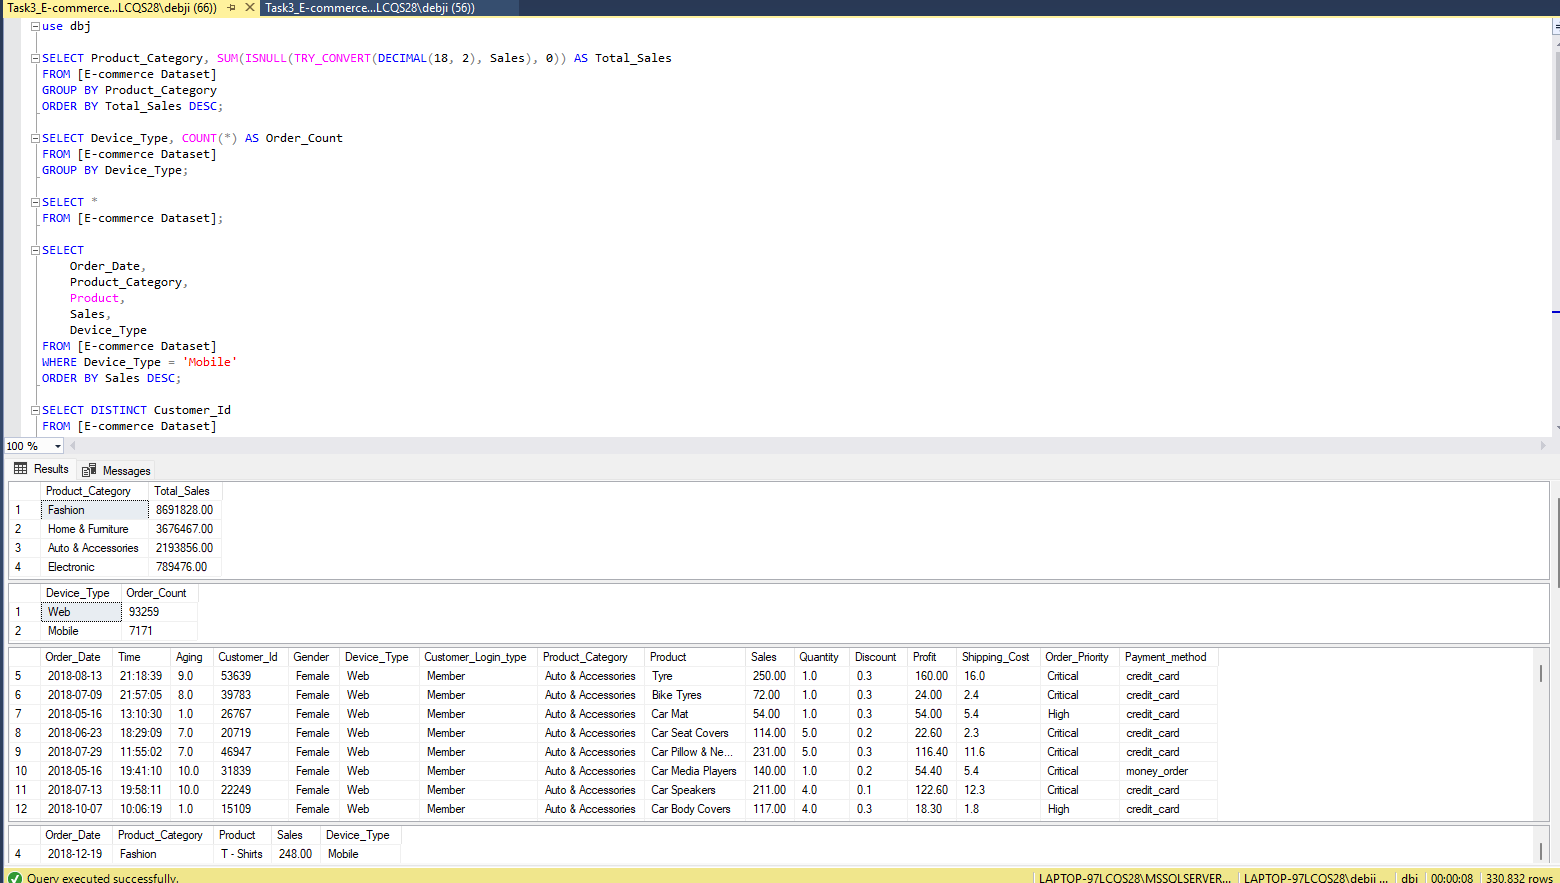 Task3_E-commerce...LCQS28\debji (66))
Task3_E-commerce...LCQS28\debji (55))
use dbj
SELECT Product_Category, SUM(ISNULL(TRY_CONVERT(DECIMAL(18, 2), Sales), 0)) AS Total_Sales
FROM [E-commerce Dataset]
GROUP BY Product_Category
ORDER BY Total_Sales DESC;
SELECT Device_Type, COUNT(*) AS Order_Count
FROM [E-commerce Dataset]
GROUP BY Device_Type;
SELECT *
FROM [E-commerce Dataset];
SELECT
Order_Date,
Product_Category,
Product,
Sales,
Device_Type
FROM [E-commerce Dataset]
WHERE Device_Type = 'Mobile'
ORDER BY Sales DESC;
SELECT DISTINCT Customer_Id
FROM [E-commerce Dataset]
100 %
Results Messages
Product_Category Total_Sales
1 Fashion 8691828.00
2 Home & Furniture 3676467.00
3 Auto & Accessories 2193856.00
4 Electronic 789476.00
Device_Type Order_Count
1 Web 93259
2 Mobile 7171
Order_Date Time Aging Customer_Id Gender Device_Type Customer_Login_type Product_Category Product Sales Quantity Discount Profit Shipping_Cost Order_Priority Payment_method
5 2018-08-13 21:18:39 9.0 53639 Female Web Member Auto & Accessories Tyre 250.00 1.0 0.3 160.00 16.0 Critical credit_card
6 2018-07-09 21:57:05 8.0 39783 Female Web Member Auto & Accessories Bike Tyres 72.00 1.0 0.3 24.00 2.4 Critical credit_card
7 2018-05-16 13:10:30 1.0 26767 Female Web Member Auto & Accessories Car Mat 54.00 1.0 0.3 54.00 5.4 High credit_card
8 2018-06-23 18:29:09 7.0 20719 Female Web Member Auto & Accessories Car Seat Covers 114.00 5.0 0.2 22.60 2.3 Critical credit_card
9 2018-07-29 11:55:02 7.0 46947 Female Web Member Auto & Accessories Car Pillow & Ne... 231.00 5.0 0.3 116.40 11.6 Critical credit_card
10 2018-05-16 19:41:10 10.0 31839 Female Web Member Auto & Accessories Car Media Players 140.00 1.0 0.2 54.40 5.4 Critical money_order
11 2018-07-13 19:58:11 10.0 22249 Female Web Member Auto & Accessories Car Speakers 211.00 4.0 0.1 122.60 12.3 Critical credit_card
12 2018-10-07 10:06:19 1.0 15109 Female Web Member Auto & Accessories Car Body Covers 117.00 4.0 0.3 18.30 1.8 High credit_card
Order_Date Product_Category Product Sales Device_Type
4 2018-12-19 Fashion T - Shirts 248.00 Mobile
Query executed successfully. LAPTOP-97LCQS28\MSSQLSERVER... LAPTOP-97LCQS28\debji ... dbj 00:00:08 330,832 rows